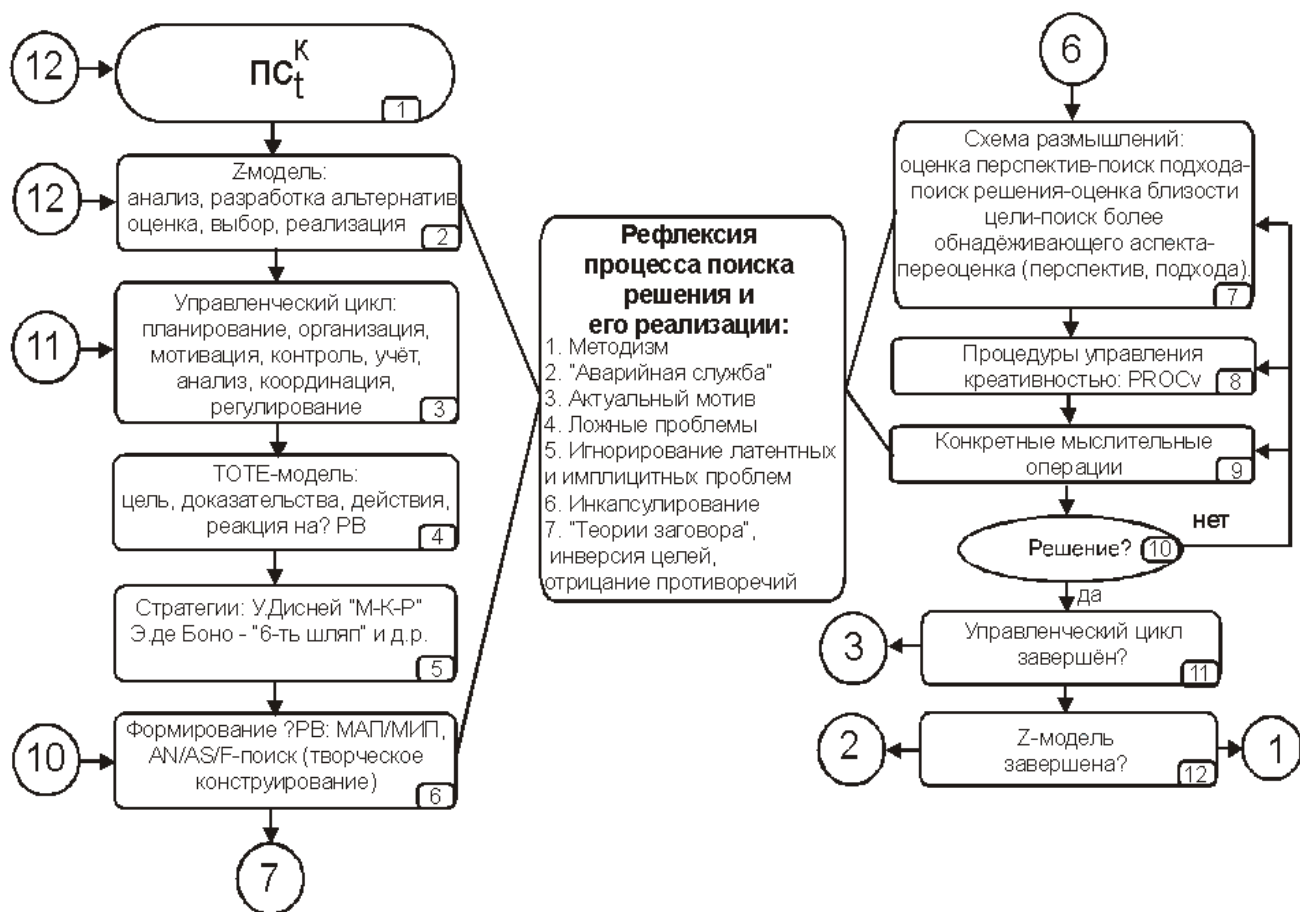 12
ПС
К
t
1
12
Z-модель:
анализ, разработка альтернатив
оценка, выбор, реализация
2
11
Управленческий цикл:
планирование, организация,
мотивация, контроль, учёт,
анализ, координация,
регулирование
3
TOTE-модель:
цель, доказательства, действия,
реакция на? РВ
4
Стратегии: У.Дисней "М-К-Р"
Э.де Боно - "6-ть шляп" и д.р.
5
10
Формирование ?РВ: МАП/МИП,
AN/AS/F-поиск (творческое
конструирование)
6
7
Рефлексия
процесса поиска
решения и
его реализации:
1. Методизм
2. "Аварийная служба"
3. Актуальный мотив
4. Ложные проблемы
5. Игнорирование латентных
и имплицитных проблем
6. Инкапсулирование
7. "Теории заговора",
инверсия целей,
отрицание противоречий
6
Схема размышлений:
оценка перспектив-поиск подхода-
поиск решения-оценка близости
цели-поиск более
обнадёживающего аспекта-
переоценка (перспектив, подхода).
7
Процедуры управления
креативностью: PROCv
8
Конкретные мыслительные
операции
9
нет
Решение?
10
да
3
Управленческий цикл
завершён?
11
2
Z-модель
завершена?
12
1